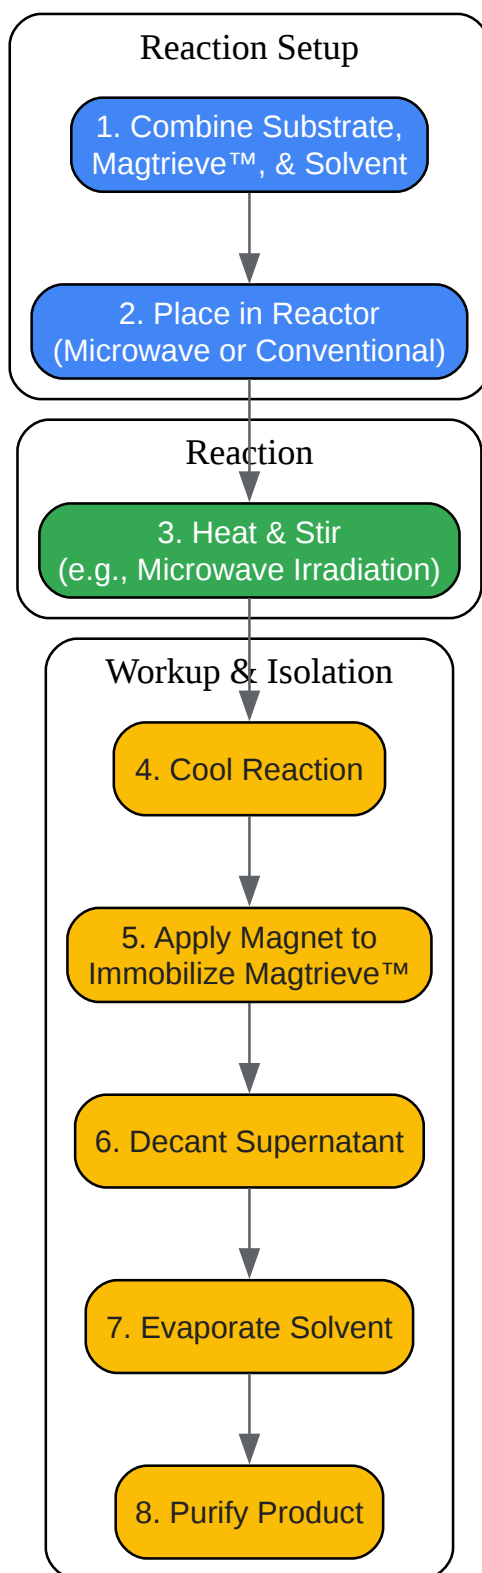 Reaction Setup
1. Combine Substrate,
Magtrieve™, & Solvent
2. Place in Reactor
(Microwave or Conventional)
Reaction
3. Heat & Stir
(e.g., Microwave Irradiation)
Workup & Isolation
4. Cool Reaction
5. Apply Magnet to
Immobilize Magtrieve™
6. Decant Supernatant
7. Evaporate Solvent
8. Purify Product